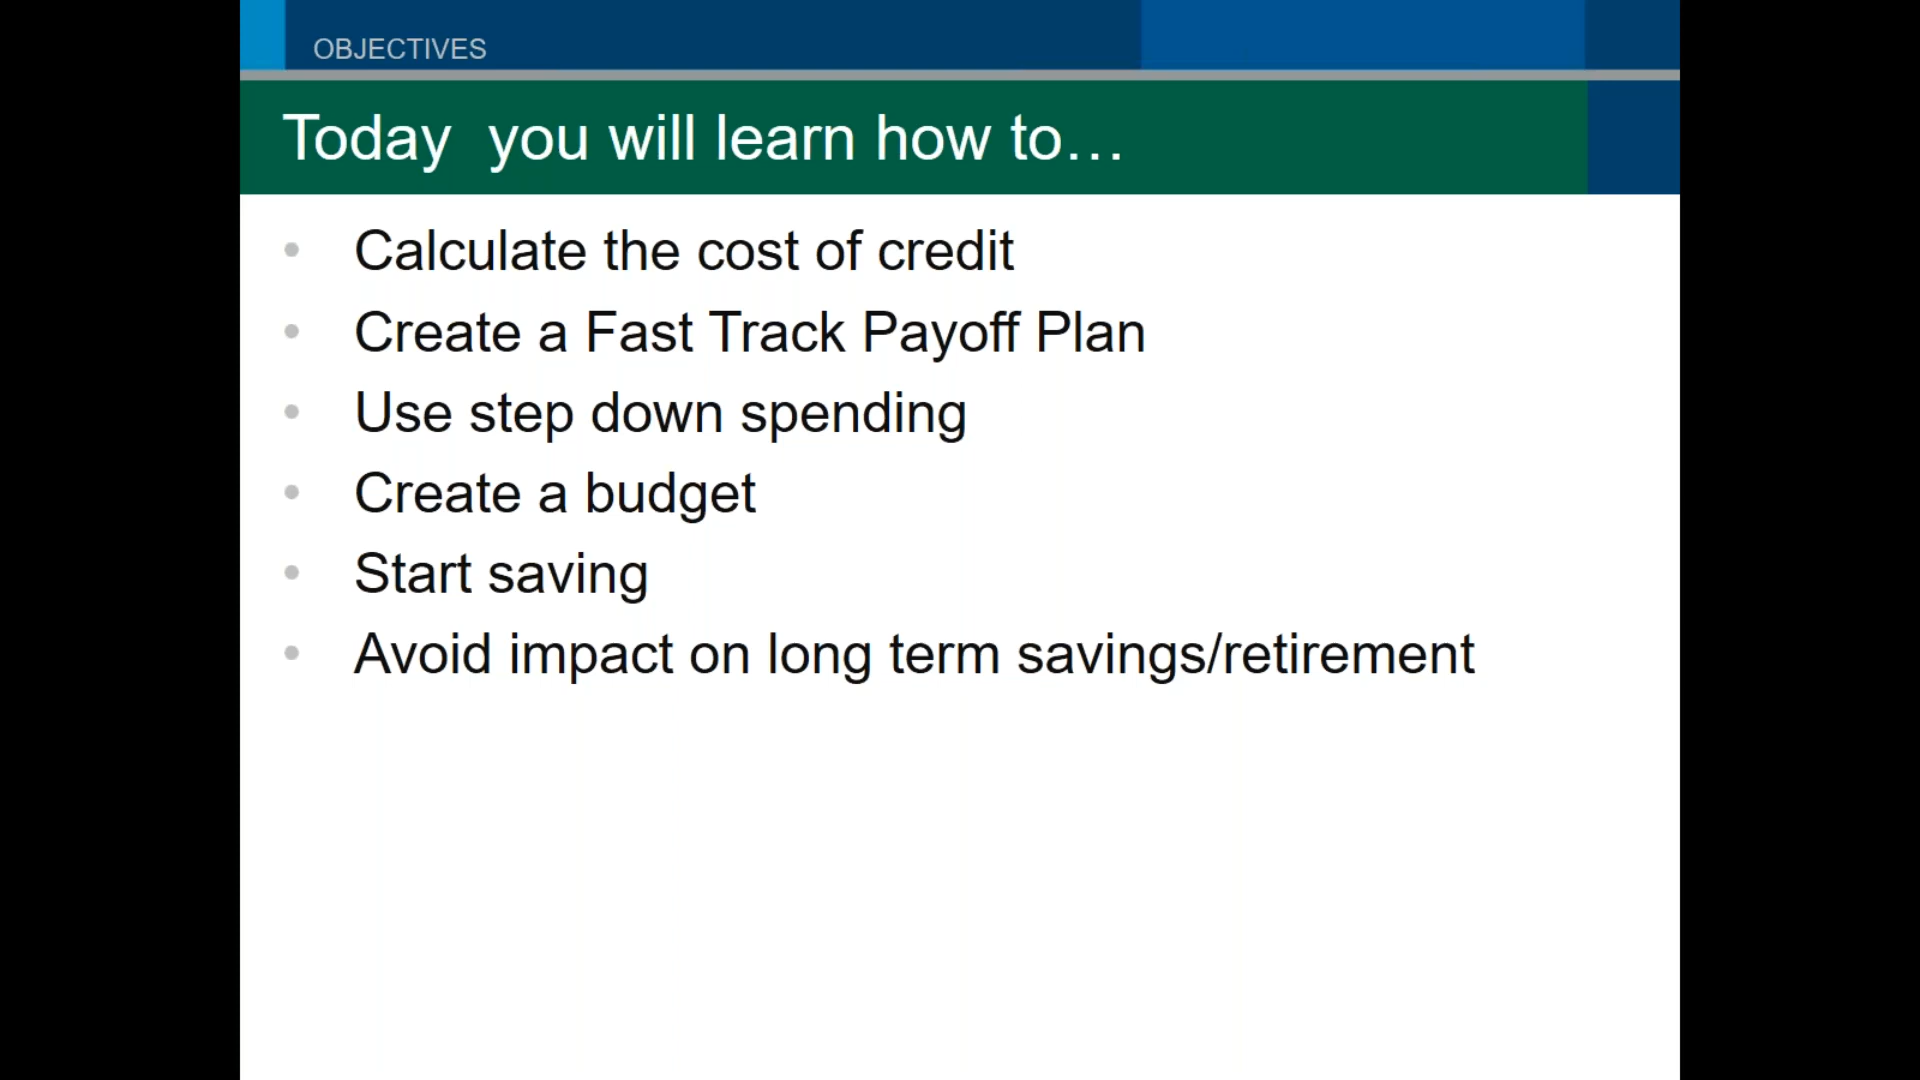 OBJECTIVES
Today  you will learn how to…
• Calculate the cost of credit
• Create a Fast Track Payoff Plan
• Use step down spending
• Create a budget
• Start saving
• Avoid impact on long term savings/retirement